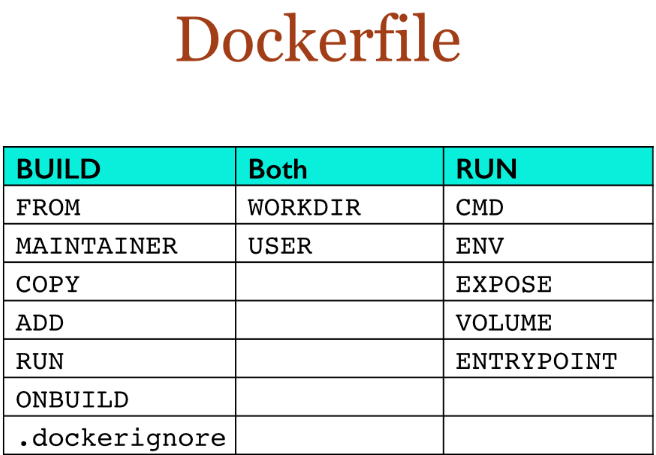 Dockerfile
BUILD Both RUN
FROM WORKDIR CMD
MAINTAINER USER ENV
COPY EXPOSE
ADD VOLUME
RUN ENTRYPOINT
ONBUILD
.dockerignore